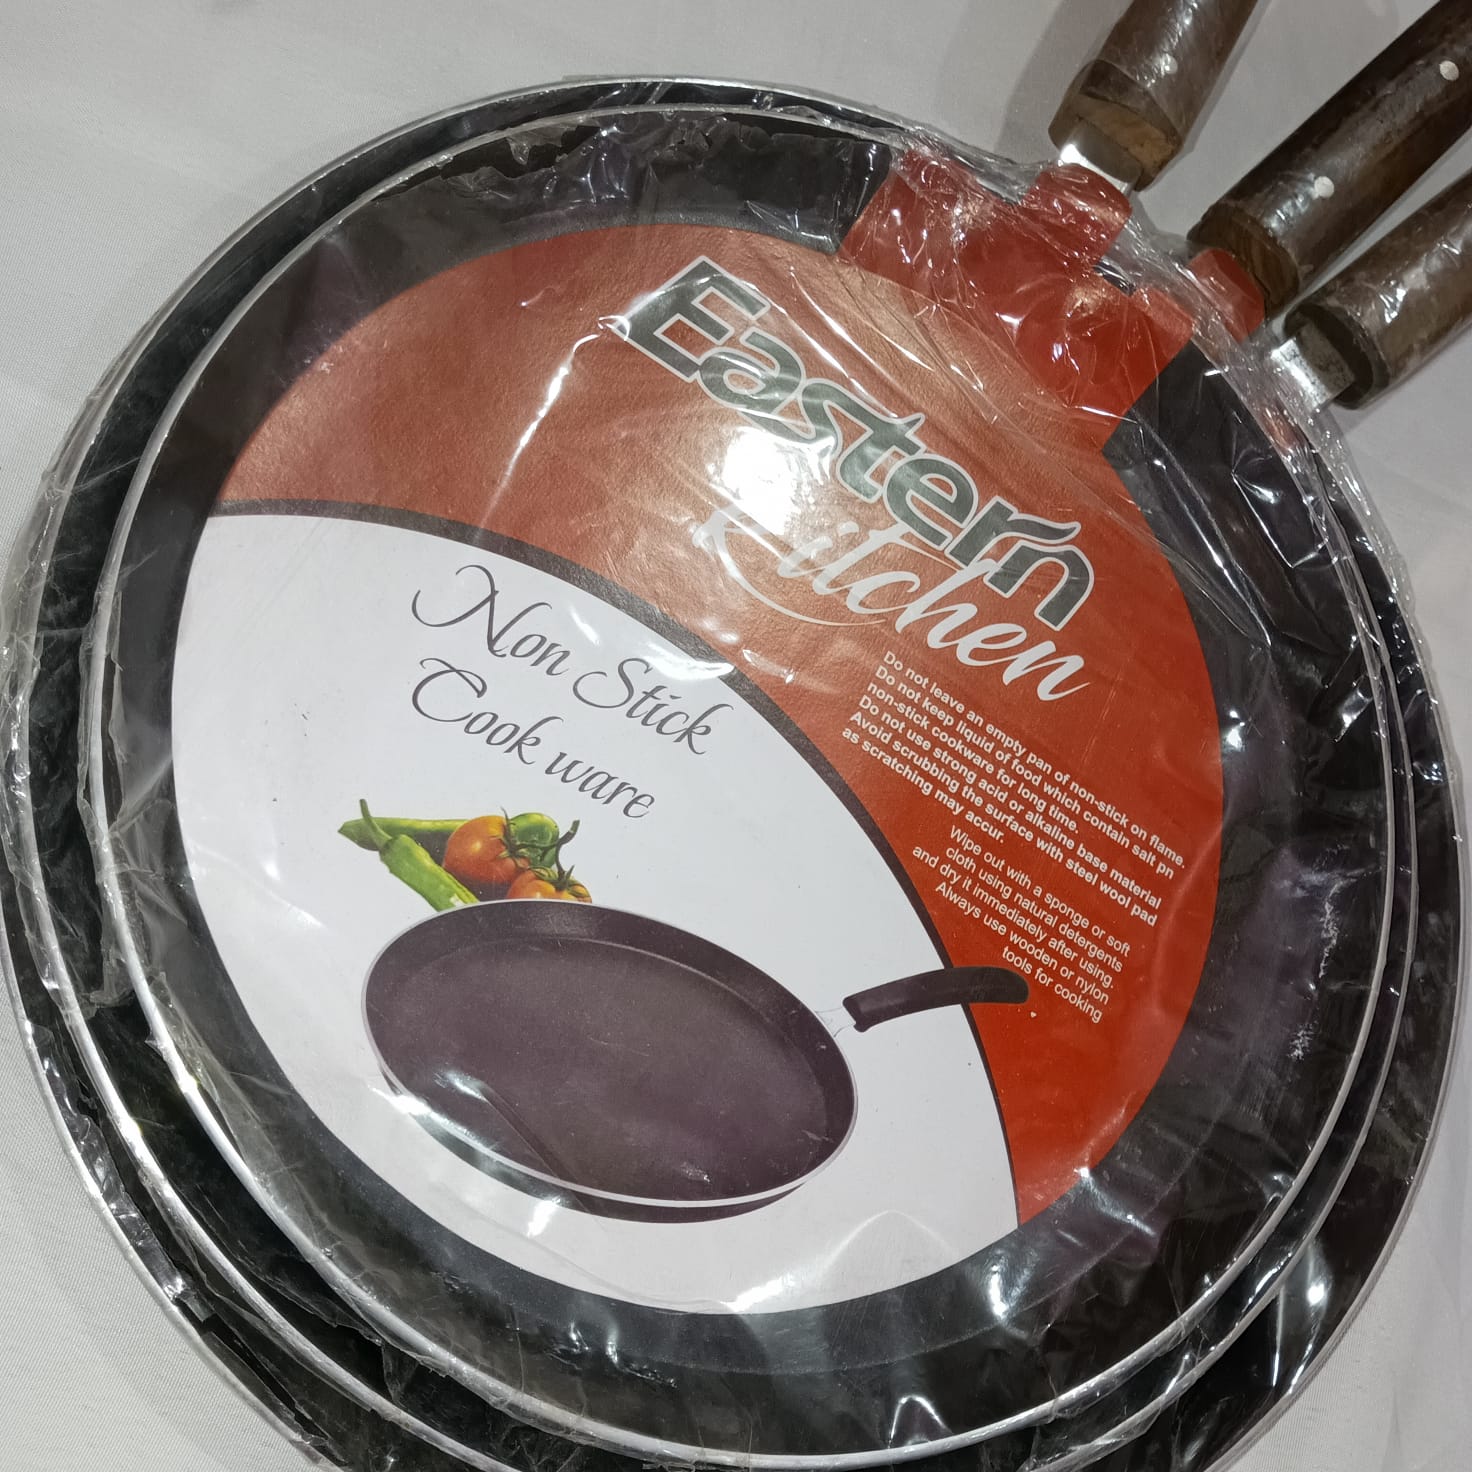 Eastern
Kitchen
Non Stick
Cook ware
Do not leave an empty pan of non-stick on flame.
Do not keep liquid of food which contain salt pn
non-stick cookware for long time.
Do not use strong acid or alkaline base material
Avoid scrubbing the surface with steel wool pad
as scratching may accur.
Wipe out with a sponge or soft
cloth using natural detergents
and dry it immediately after using.
Always use wooden or nylon
tools for cooking